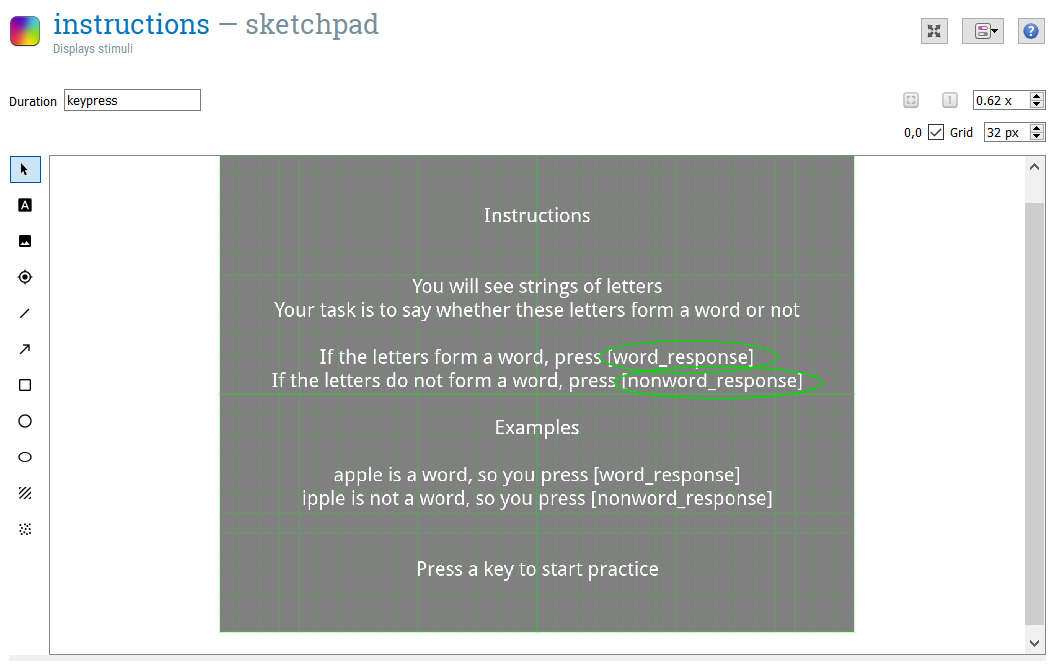 instructions — sketchpad
Displays stimuli
Duration keypress
1 0.62 x
0,0 Grid 32 px
A
Instructions
You will see strings of letters
Your task is to say whether these letters form a word or not
If the letters form a word, press [word_response]
If the letters do not form a word, press [nonword_response]
Examples
apple is a word, so you press [word_response]
ipple is not a word, so you press [nonword_response]
Press a key to start practice